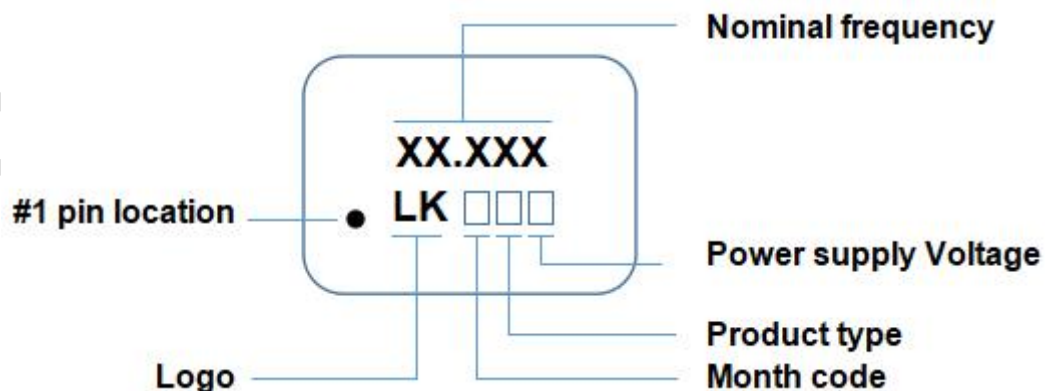 Nominal frequency
XX.XXX
#1 pin location
LK □□□
Power supply Voltage
Product type
Logo
Month code